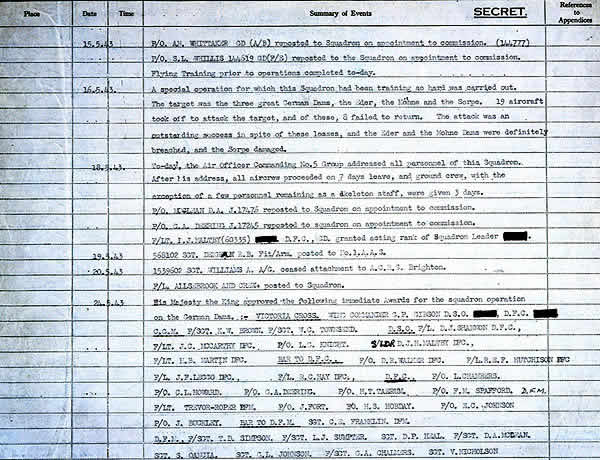 Place Date Time Summary of Events SECRET. References to Appendices
15.5.43 P/O. AN. WHITTAKER GD (A/B) reposted to Squadron on appointment to commission. (144777)
P/O. S.L. WHILLIS 144619 GD(F/E) reposted to the Squadron on appointment to commission.
Flying Training prior to operations completed to-day.
16.5.43. A special operation for which this Squadron had been training so hard was carried out.
The target was the three great German Dams, the Eder, the Mohne and the Sorpe. 19 aircraft
took off to attack the target, and of these, 8 failed to return. The attack was an
outstanding success in spite of these losses, and the Eder and the Mohne Dams were definitely
breached, and the Sorpe damaged.
18.5.43. To-day, the Air Officer Commanding No.5 Group addressed all personnel of this Squadron.
After his address, all aircrew proceeded on 7 days leave, and ground crew, with the
exception of a few personnel remaining as a skeleton staff, were given 3 days.
P/O. D.A. J.17476 reposted to Squadron on appointment to commission.
P/O. G.A. DEERING J.17245 reposted to squadron on appointment to commission.
F/LT. MALTBY(60335) D.F.C., GD. granted acting rank of Squadron Leader
19.5.43 568102 SGT. R.B. Fit/Arm. posted to No.1.A.A.S.
20.5.43 1539602 SGT. WILLIAMS A. A/G. ceased attachment to Brighton.
F/L. ALLSEBROOK AND CREW. posted to Squadron.
24.5.43 His Majesty the King approved the following immediate Awards for the squadron operation
on the German Dams. :- VICTORIA CROSS. WING COMMANDER G.P. GIBSON D.S.O. D.F.C.
C.G.M. F/SGT. K.W. BROWN. F/SGT. W.C. TOWNSEND. D.S.O. F/L. D.J. SHANNON D.F.C.,
F/LT. J.C. MCCARTHY DFC. P/O. L.G. KNIGHT. S/LDR D.J.H. MALTBY DFC.,
F/LT. H.B. MARTIN DFC. BAR TO D.F.C. F/O. D.R. WALKER DFC. F/L. R.E.P. HUTCHISON DFC
F/L. J.F. LEGGO DFC., F/L. R.C. HAY DFC., D.F.C., F/O. L. CHAMBERS.
P/O. C.L. HOWARD. P/O. G.A. DEERING. P/O. H.T. TAERUM. P/O. F.M. SPAFFORD. D.F.M.
F/LT. TREVOR-ROPER DFM. P/O. J. FORT. FO. H.S. HOBDAY. F/O. E.C. JOHNSON
P/O. J. BUCKLEY. BAR TO D.F.M. SGT. C.E. FRANKLIN. DFM.
D.F.M., F/SGT. T.D. SIMPSON. F/SGT. L.J. SUMPTER. SGT. D.P. HEAL. F/SGT. D.A.
SGT. S. OANCIA. SGT. G.L. JOHNSON. F/SGT. G.A. CHALMERS. SGT. V. NICHOLSON